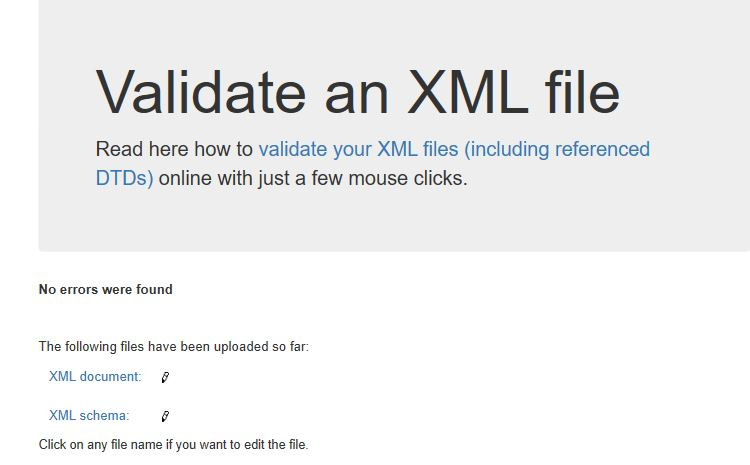 Validate an XML file
Read here how to validate your XML files (including referenced
DTDs) online with just a few mouse clicks.
No errors were found
The following files have been uploaded so far:
XML document:
XML schema:
Click on any file name if you want to edit the file.